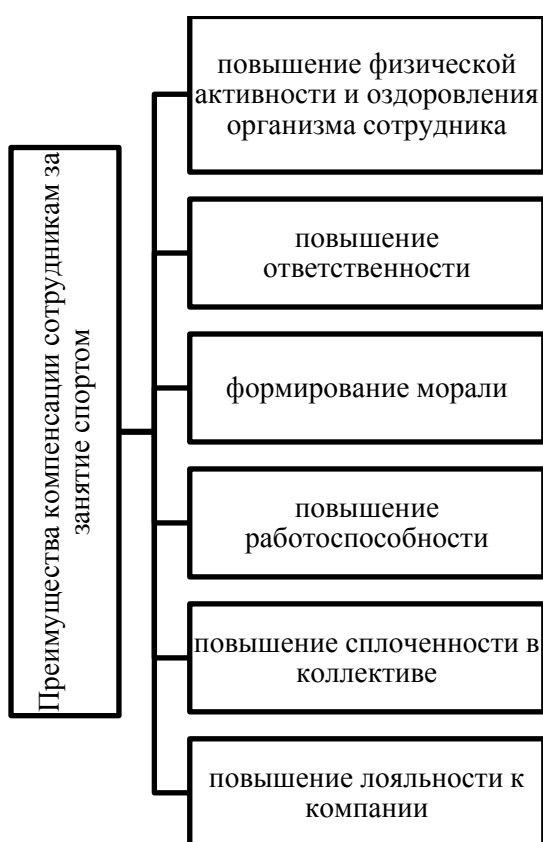 Преимущества компенсации сотрудникам за
занятие спортом
повышение физической
активности и оздоровления
организма сотрудника
повышение
ответственности
формирование морали
повышение
работоспособности
повышение сплоченности в
коллективе
повышение лояльности к
компании